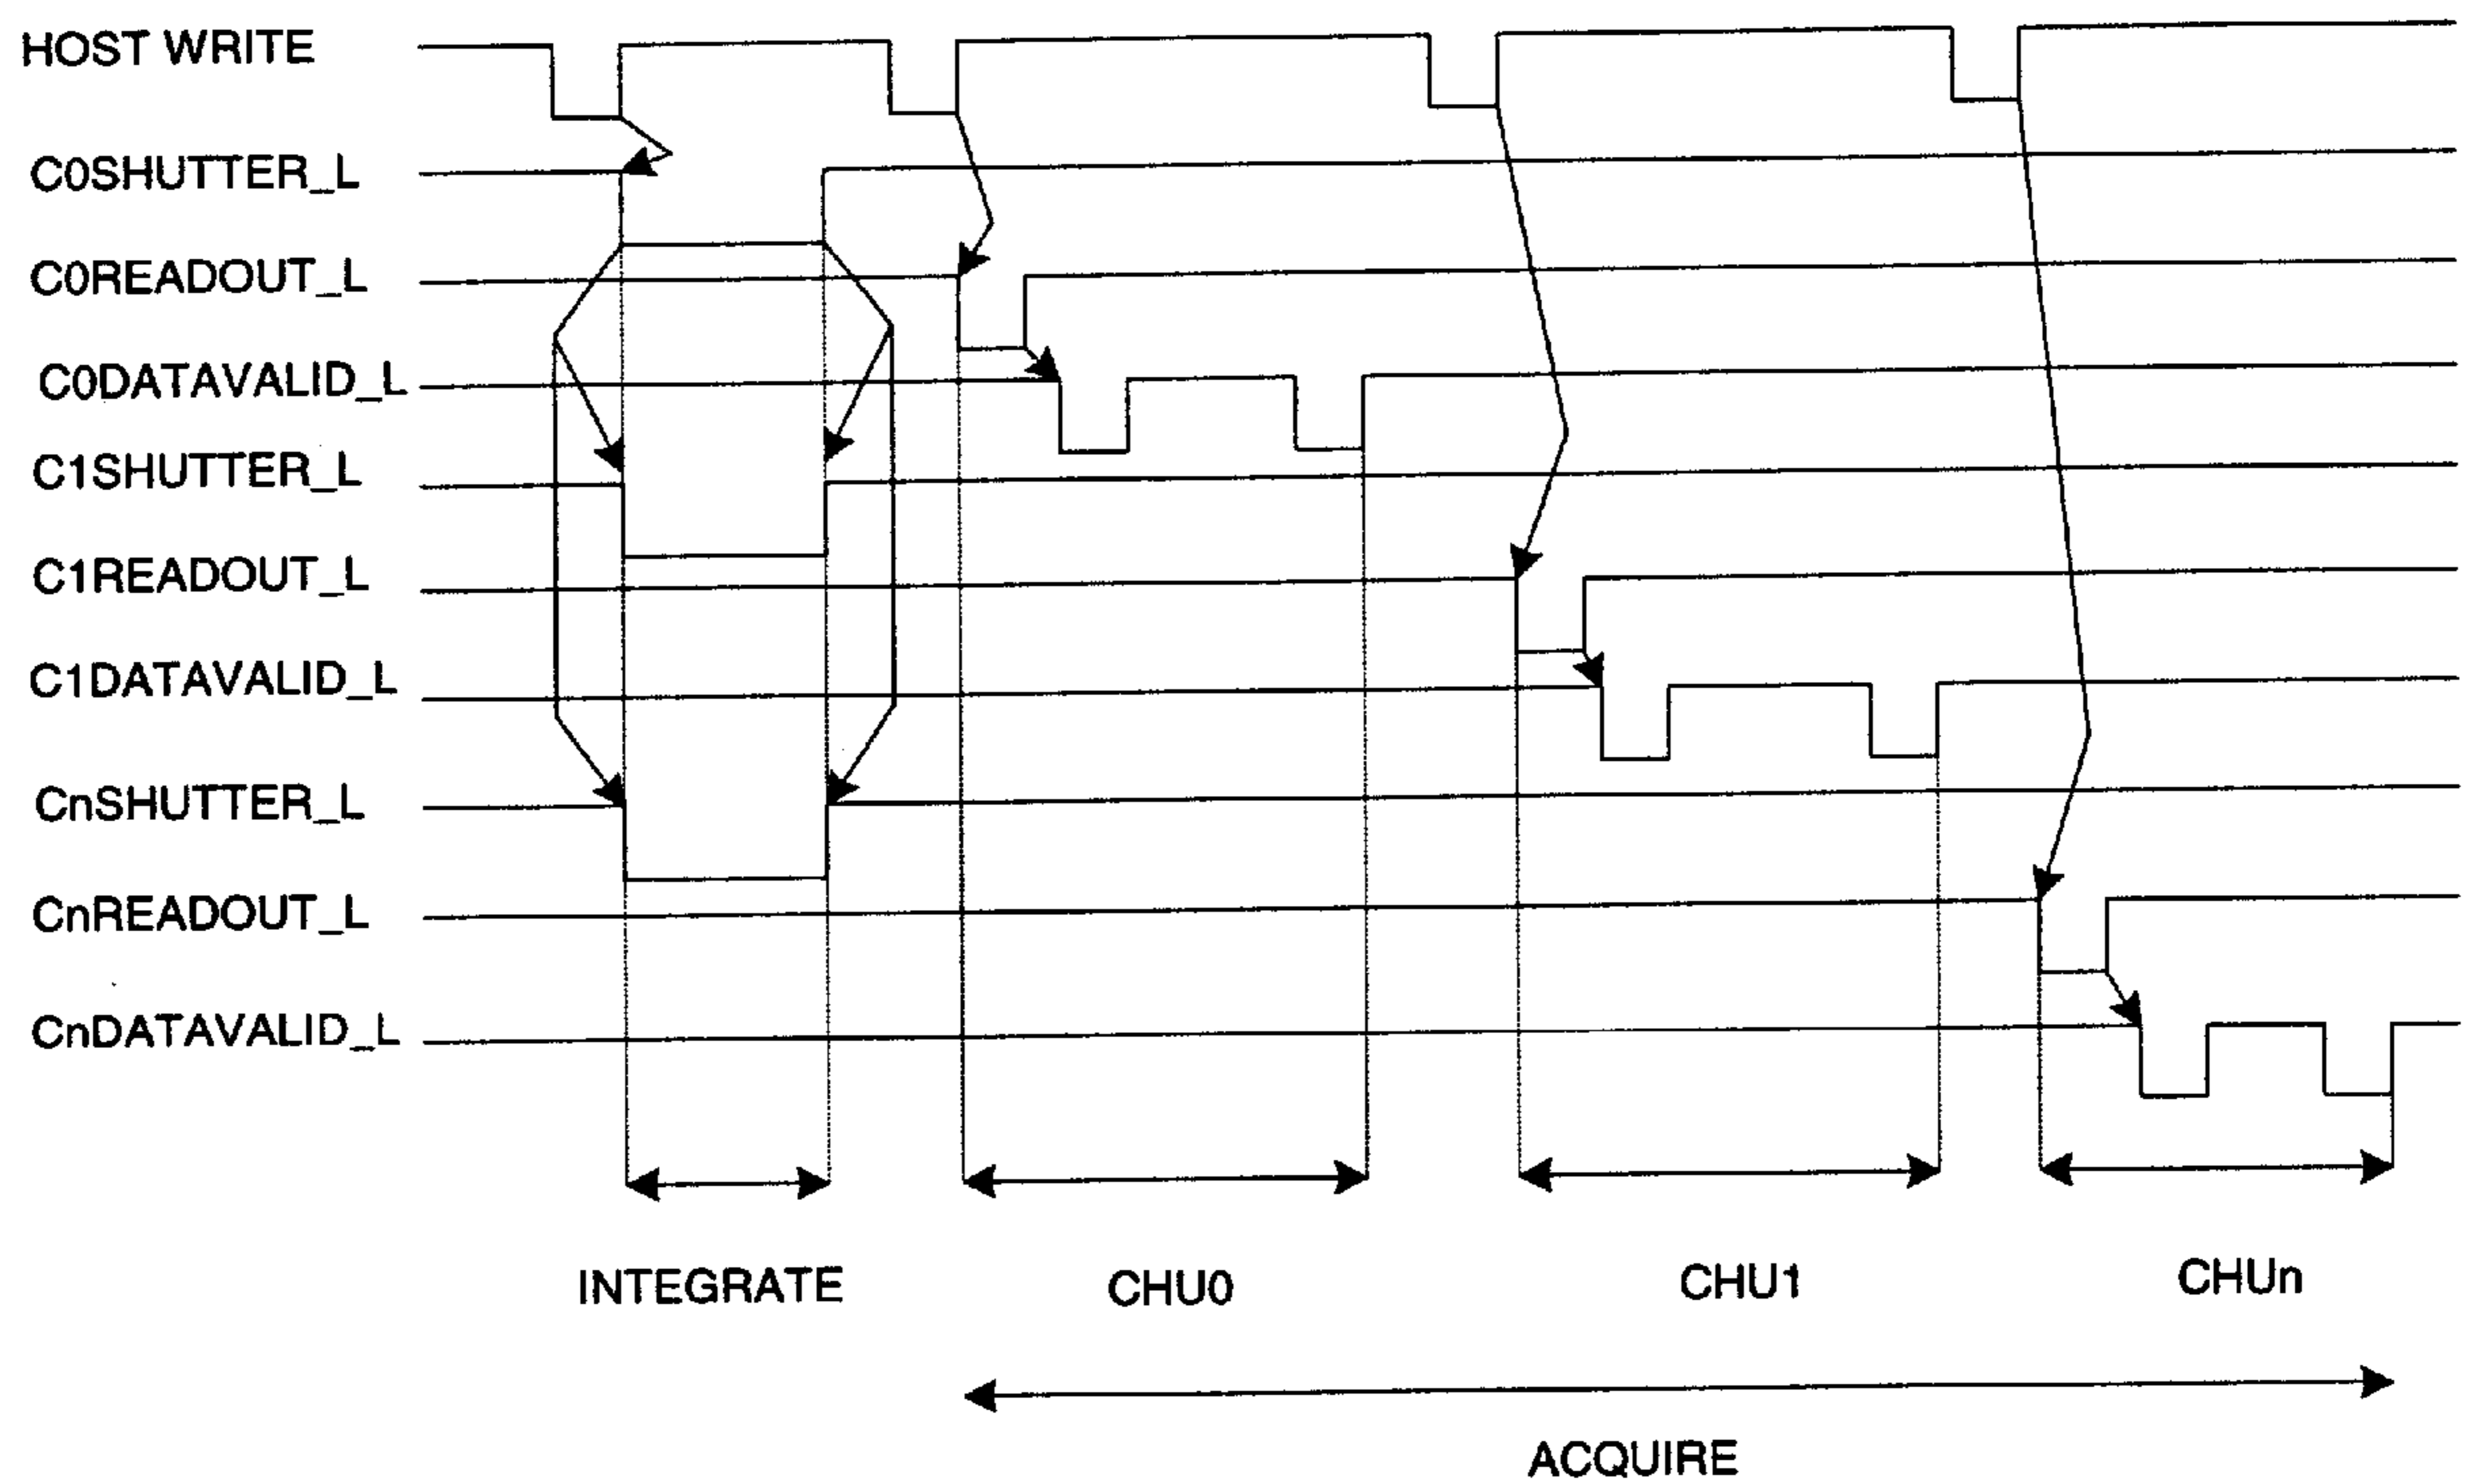 HOST WRITE
C0SHUTTER_L
C0READOUT_L
C0DATAVALID_L
C1SHUTTER_L
C1READOUT_L
C1DATAVALID_L
CnSHUTTER_L
CnREADOUT_L
CnDATAVALID_L
INTEGRATE CHU0 CHU1 CHUn
ACQUIRE